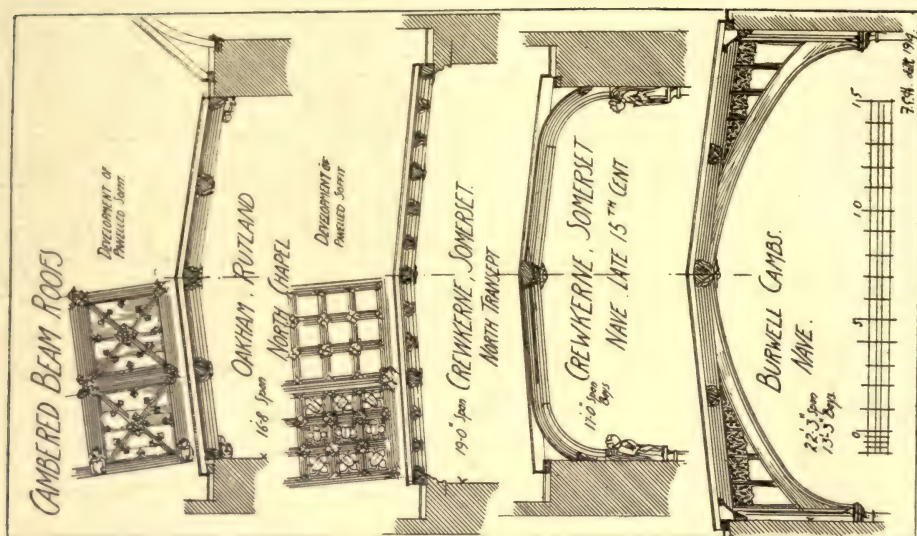 CAMBERED BEAM ROOFS
DEVELOPMENT OF
PANELLED SOFFIT.
OAKHAM. RUTLAND
NORTH CHAPEL
16'·8 Span
DEVELOPMENT OF
PANELLED SOFFIT
19'·0" Span CREWKERNE, SOMERSET.
NORTH TRANSEPT
CREWKERNE, SOMERSET
NAVE. LATE 15TH CENT
Span
Bays
BURWELL CAMBS.
NAVE.
22'·3" Span
13'·3" Bays.
0 5 10 15
1914